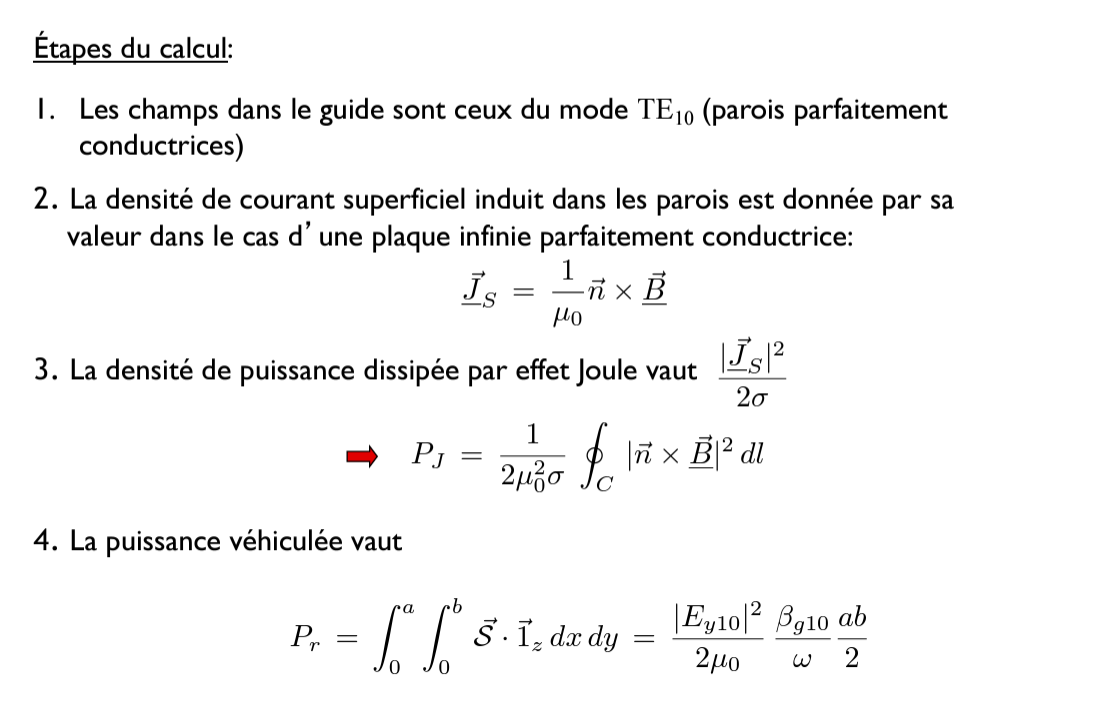 Étapes du calcul:
1. Les champs dans le guide sont ceux du mode TE₁₀ (parois parfaitement
conductrices)
2. La densité de courant superficiel induit dans les parois est donnée par sa
valeur dans le cas d’ une plaque infinie parfaitement conductrice:
$\underline{\vec{J}}_S = \frac{1}{\mu_0} \vec{n} \times \underline{\vec{B}}$
3. La densité de puissance dissipée par effet Joule vaut $\frac{|\underline{\vec{J}}_S|^2}{2\sigma}$
$P_J = \frac{1}{2\mu_0^2\sigma} \oint_C |\vec{n} \times \underline{\vec{B}}|^2 \, dl$
4. La puissance véhiculée vaut
$P_r = \int_0^a \int_0^b \vec{\mathcal{S}} \cdot \vec{1}_z \, dx \, dy = \frac{|E_{y10}|^2}{2\mu_0} \frac{\beta_{g10}}{\omega} \frac{ab}{2}$